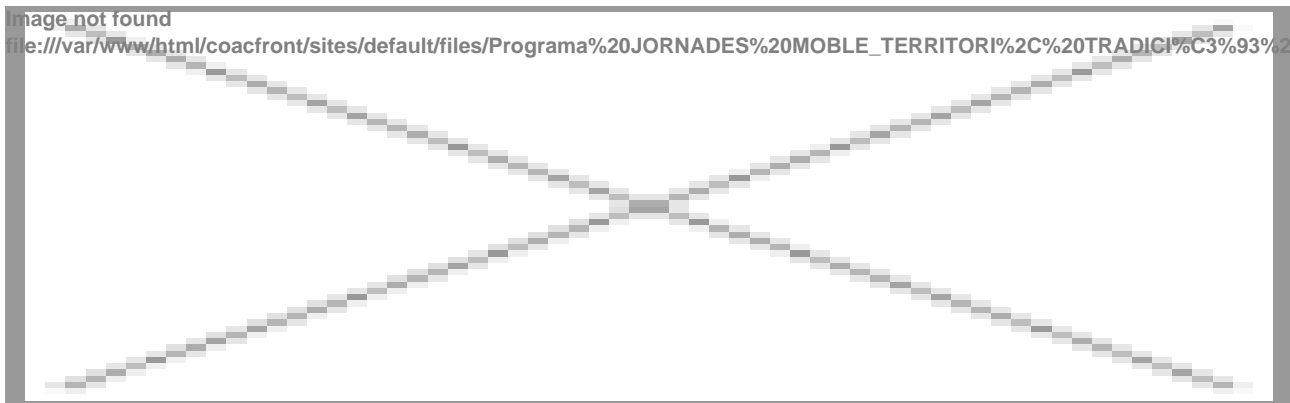 Image not found
file:///var/www/html/coacfront/sites/default/files/Programa%20JORNADES%20MOBLE_TERRITORI%2C%20TRADICI%C3%93%2